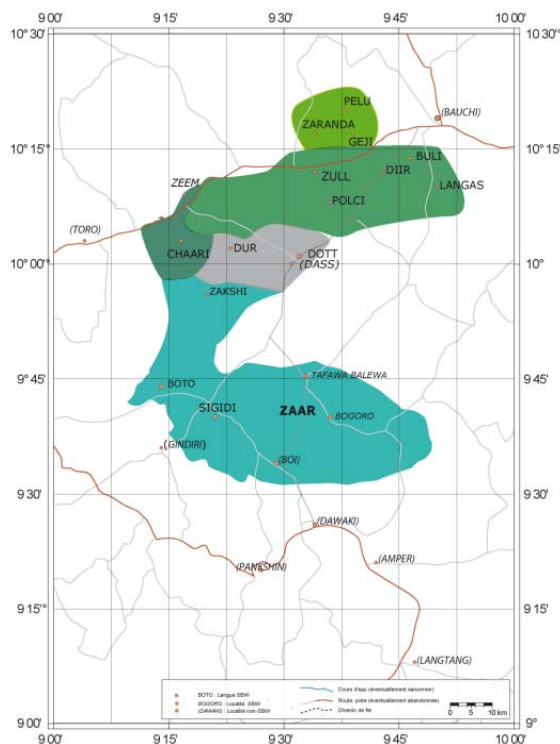 9 00' 9 15' 9 30' 9 45' 10 00'
10 30' 10 30'
PELU
(BAUCHI)
ZARANDA
GEJI
10 15' 10 15'
BULI
ZEEM ZULL DIIR
LANGAS
POLCI
(TORO)
CHAARI DUR DOTT
10 00' (DASS) 10 00'
ZAKSHI
9 45' TAFAWA BALEWA 9 45'
BOTO
SIGIDI ZAAR BOGORO
(GINDIRI)
(BOI)
9 30' 9 30'
(DAWAKI)
(PANKSHIN) (AMPER)
9 15' 9 15'
(LANGTANG)
BOTO : Langue SBW
BOGORO : Localité SBW
(DAWAKI) : Localité non-SBW
Cours d'eau (éventuellement saisonnier)
Route, piste (éventuellement abandonnée)
Chemin de fer
0 5 10 km
9 00' 9 00'
9 00' 9 15' 9 30' 9 45' 10 00'